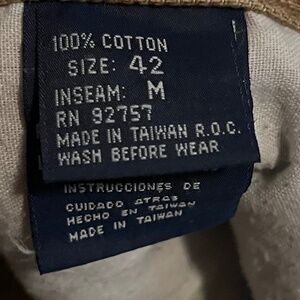 100% COTTON
SIZE: 42
INSEAM: M
RN 92757
MADE IN TAIWAN R.O.C.
WASH BEFORE WEAR
INSTRUCCIONES DE
CUIDADO ATRAS
HECHO EN TAIWAN
MADE IN TAIWAN